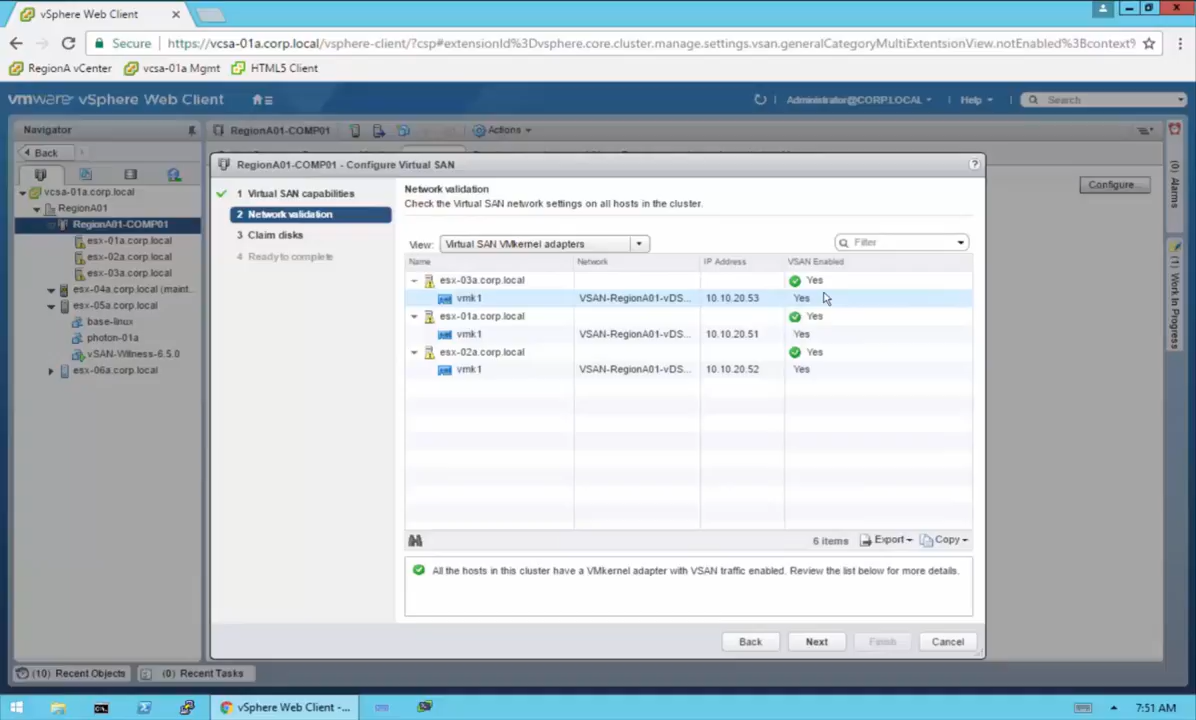 vSphere Web Client
Secure
https://vcsa-01a.corp.local/vsphere-client/?csp#extensionId%3Dvsphere.core.cluster.manage.settings.vsan.generalCategoryMultiExtentsionView.notEnabled%3Bcontext%
RegionA vCenter
vcsa-01a Mgmt
HTML5 Client
vmware vSphere Web Client
Administrator@CORP.LOCAL
Help
Search
Navigator
Back
vcsa-01a.corp.local
RegionA01
RegionA01-COMP01
esx-01a.corp.local
esx-02a.corp.local
esx-03a.corp.local
esx-04a.corp.local (maint...
esx-05a.corp.local
base-linux
photon-01a
vSAN-Witness-6.5.0
esx-06a.corp.local
RegionA01-COMP01
Actions
Configure...
(0) Alarms
(1) Work In Progress
RegionA01-COMP01 - Configure Virtual SAN
?
1 Virtual SAN capabilities
2 Network validation
3 Claim disks
4 Ready to complete
Network validation
Check the Virtual SAN network settings on all hosts in the cluster.
View: Virtual SAN VMkernel adapters
Filter
Name Network IP Address VSAN Enabled
esx-03a.corp.local Yes
vmk1 VSAN-RegionA01-vDS... 10.10.20.53 Yes
esx-01a.corp.local Yes
vmk1 VSAN-RegionA01-vDS... 10.10.20.51 Yes
esx-02a.corp.local Yes
vmk1 VSAN-RegionA01-vDS... 10.10.20.52 Yes
6 items Export Copy
All the hosts in this cluster have a VMkernel adapter with VSAN traffic enabled. Review the list below for more details.
Back Next Finish Cancel
(10) Recent Objects
(0) Recent Tasks
vSphere Web Client -...
7:51 AM